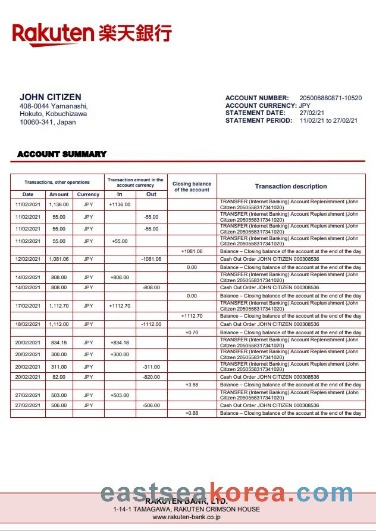 Rakuten 楽天銀行
JOHN CITIZEN
408-0044 Yamanashi,
Hokuto, Kobuchizawa
10060-341, Japan
ACCOUNT NUMBER: 205006860871-10520
ACCOUNT CURRENCY: JPY
STATEMENT DATE: 27/02/21
STATEMENT PERIOD: 11/02/21 to 27/02/21
ACCOUNT SUMMARY
Transactions, other operations
Transaction amount in the account currency
Closing balance of the account
Transaction description
Date Amount Currency In Out
11/02/2021 1,136.00 JPY +1136.00 TRANSFER (Internet Banking) Account Replenishment (John Citizen 2050558317341020)
11/02/2021 55.00 JPY -55.00 TRANSFER (Internet Banking) Account Replenishment (John Citizen 2050558317341020)
11/02/2021 55.00 JPY -55.00 TRANSFER (Internet Banking) Account Replenishment (John Citizen 2050558317341020)
11/02/2021 55.00 JPY +55.00 TRANSFER (Internet Banking) Account Replenishment (John Citizen 2050558317341020)
+1081.06 Balance – Closing balance of the account at the end of the day
12/02/2021 1,081.06 JPY -1081.06 Cash Out Order JOHN CITIZEN 000308536
0.00 Balance – Closing balance of the account at the end of the day
14/02/2021 808.00 JPY +808.00 TRANSFER (Internet Banking) Account Replenishment (John Citizen 2050558317341020)
14/02/2021 808.00 JPY -808.00 Cash Out Order JOHN CITIZEN 000308536
0.00 Balance – Closing balance of the account at the end of the day
17/02/2021 1,112.70 JPY +1112.70 TRANSFER (Internet Banking) Account Replenishment (John Citizen 2050558317341020)
+1112.70 Balance – Closing balance of the account at the end of the day
18/02/2021 1,112.00 JPY -1112.00 Cash Out Order JOHN CITIZEN 000308536
+0.70 Balance – Closing balance of the account at the end of the day
20/02/2021 834.18 JPY +834.18 TRANSFER (Internet Banking) Account Replenishment (John Citizen 2050558317341020)
20/02/2021 300.00 JPY +300.00 TRANSFER (Internet Banking) Account Replenishment (John Citizen 2050558317341020)
20/02/2021 311.00 JPY -311.00 TRANSFER (Internet Banking) Account Replenishment (John Citizen 2050558317341020)
20/02/2021 82.00 JPY -820.00 Cash Out Order JOHN CITIZEN 000308536
+3.88 Balance – Closing balance of the account at the end of the day
27/02/2021 503.00 JPY +503.00 TRANSFER (Internet Banking) Account Replenishment (John Citizen 2050558317341020)
27/02/2021 506.00 JPY -506.00 Cash Out Order JOHN CITIZEN 000308536
+0.88 Balance – Closing balance of the account at the end of the day
eastseakorea.com
RAKUTEN BANK, LTD.
1-14-1 TAMAGAWA, RAKUTEN CRIMSON HOUSE
www.rakuten-bank.co.jp